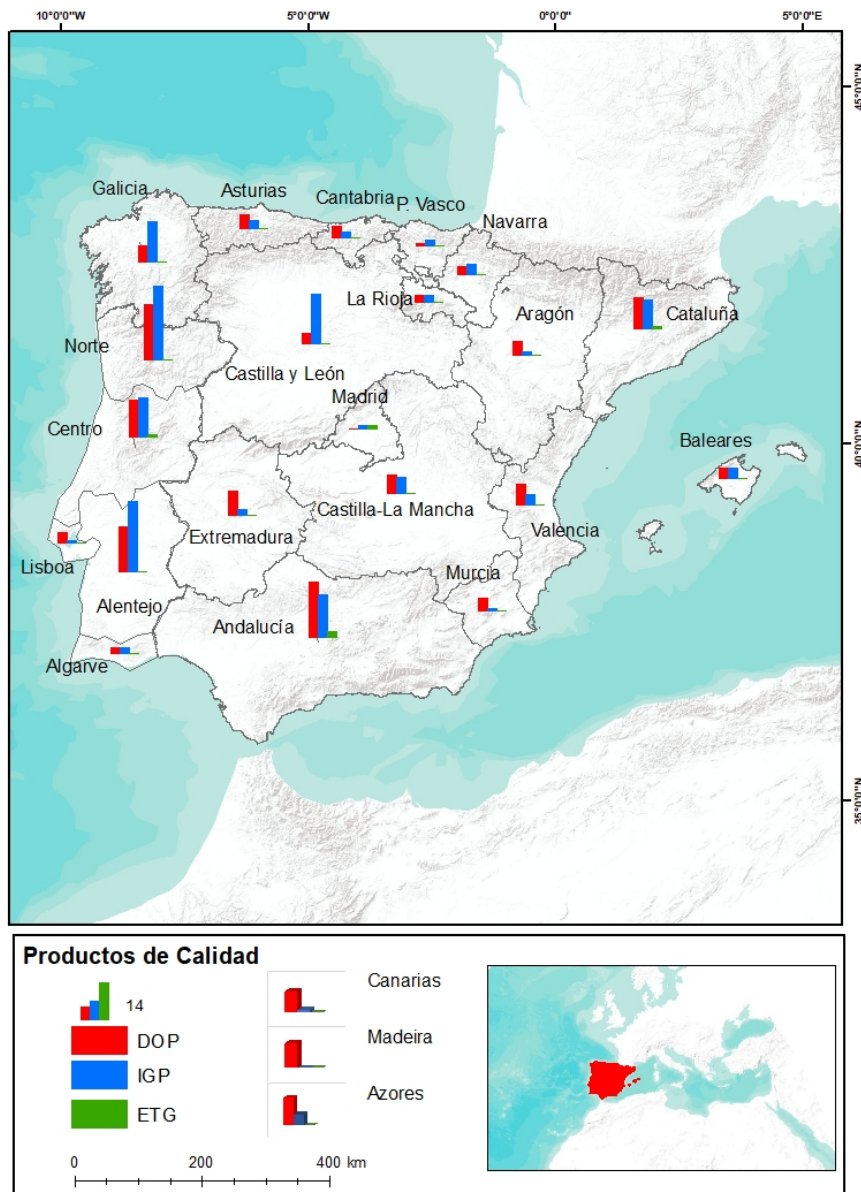 10°0'0"O
5°0'0"O
0°0'0"
5°0'0"E
45°0'0"N
Galicia
Asturias
Cantabria
P. Vasco
Navarra
La Rioja
Aragón
Cataluña
Norte
Castilla y León
Madrid
Centro
40°0'0"N
Baleares
Castilla-La Mancha
Extremadura
Valencia
Lisboa
Murcia
Alentejo
Andalucía
Algarve
35°0'0"N
Productos de Calidad
14
DOP
IGP
ETG
Canarias
Madeira
Azores
0 200 400 km